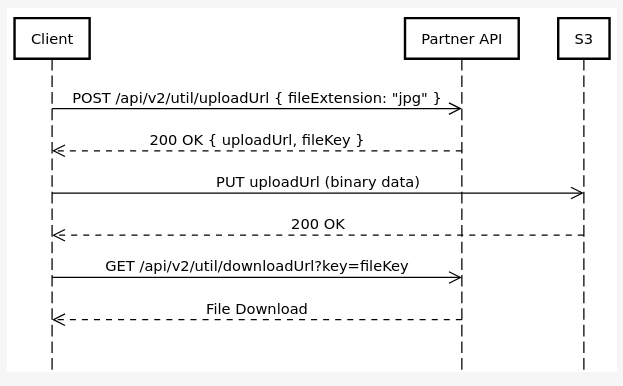 Client
Partner API
S3
POST /api/v2/util/uploadUrl { fileExtension: "jpg" }
200 OK { uploadUrl, fileKey }
PUT uploadUrl (binary data)
200 OK
GET /api/v2/util/downloadUrl?key=fileKey
File Download